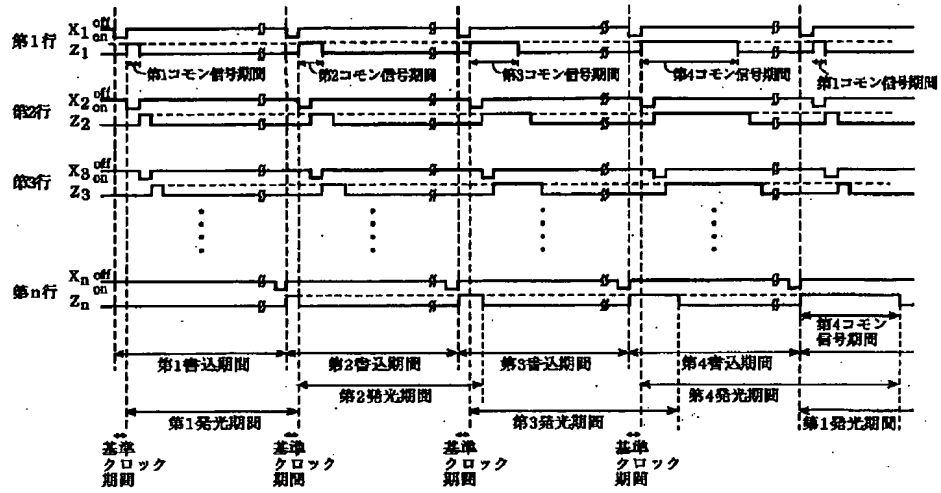 第1行 X1 off on
Z1
第1コモン信号期間 第2コモン信号期間 第3コモン信号期間 第4コモン信号期間 第1コモン信号期間
第2行 X2 off on
Z2
第3行 X3 off on
Z3
第n行 Xn off on
Zn
第4コモン
信号期間
第1書込期間 第2書込期間 第3書込期間 第4書込期間
第2発光期間 第4発光期間
第1発光期間 第3発光期間 第1発光期間
基準 基準 基準 基準
クロック クロック クロック クロック
期間 期間 期間 期間